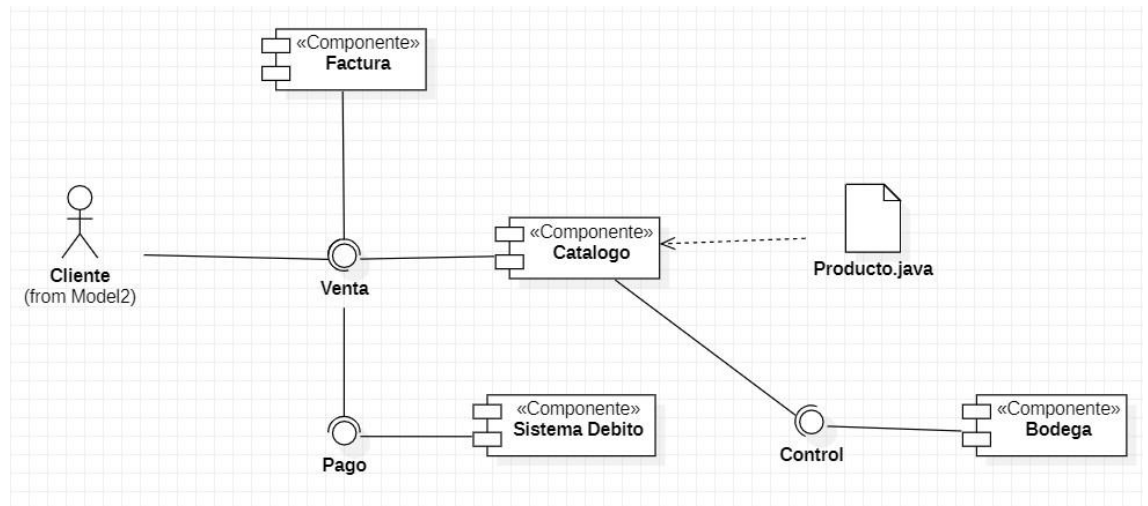 «Componente»
Factura
Cliente
(from Model2)
Venta
«Componente»
Catalogo
Producto.java
Pago
«Componente»
Sistema Debito
Control
«Componente»
Bodega